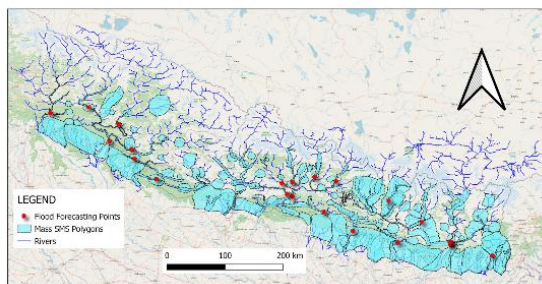 LEGEND
Flood Forecasting Points
Mass SMS Polygons
Rivers
0 100 200 km